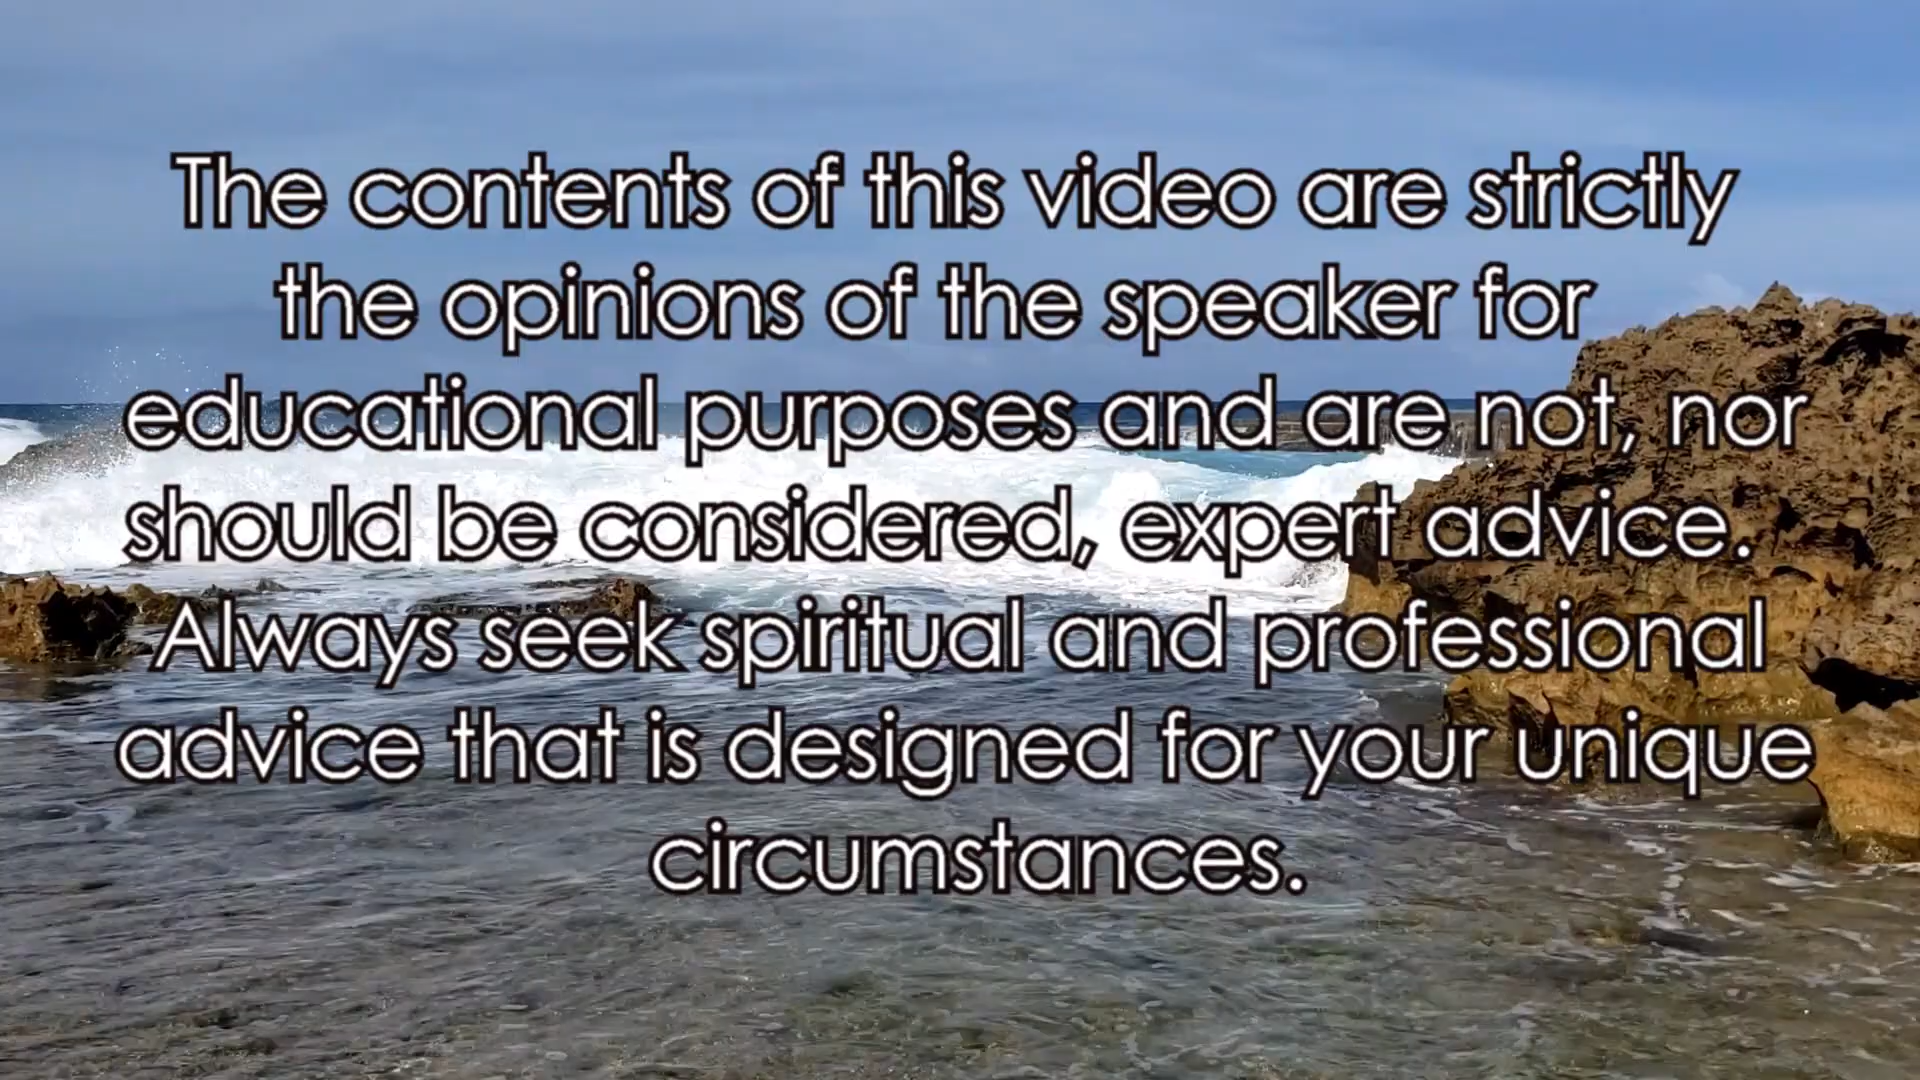 The contents of this video are strictly
the opinions of the speaker for
educational purposes and are not, nor
should be considered, expert advice.
Always seek spiritual and professional
advice that is designed for your unique
circumstances.